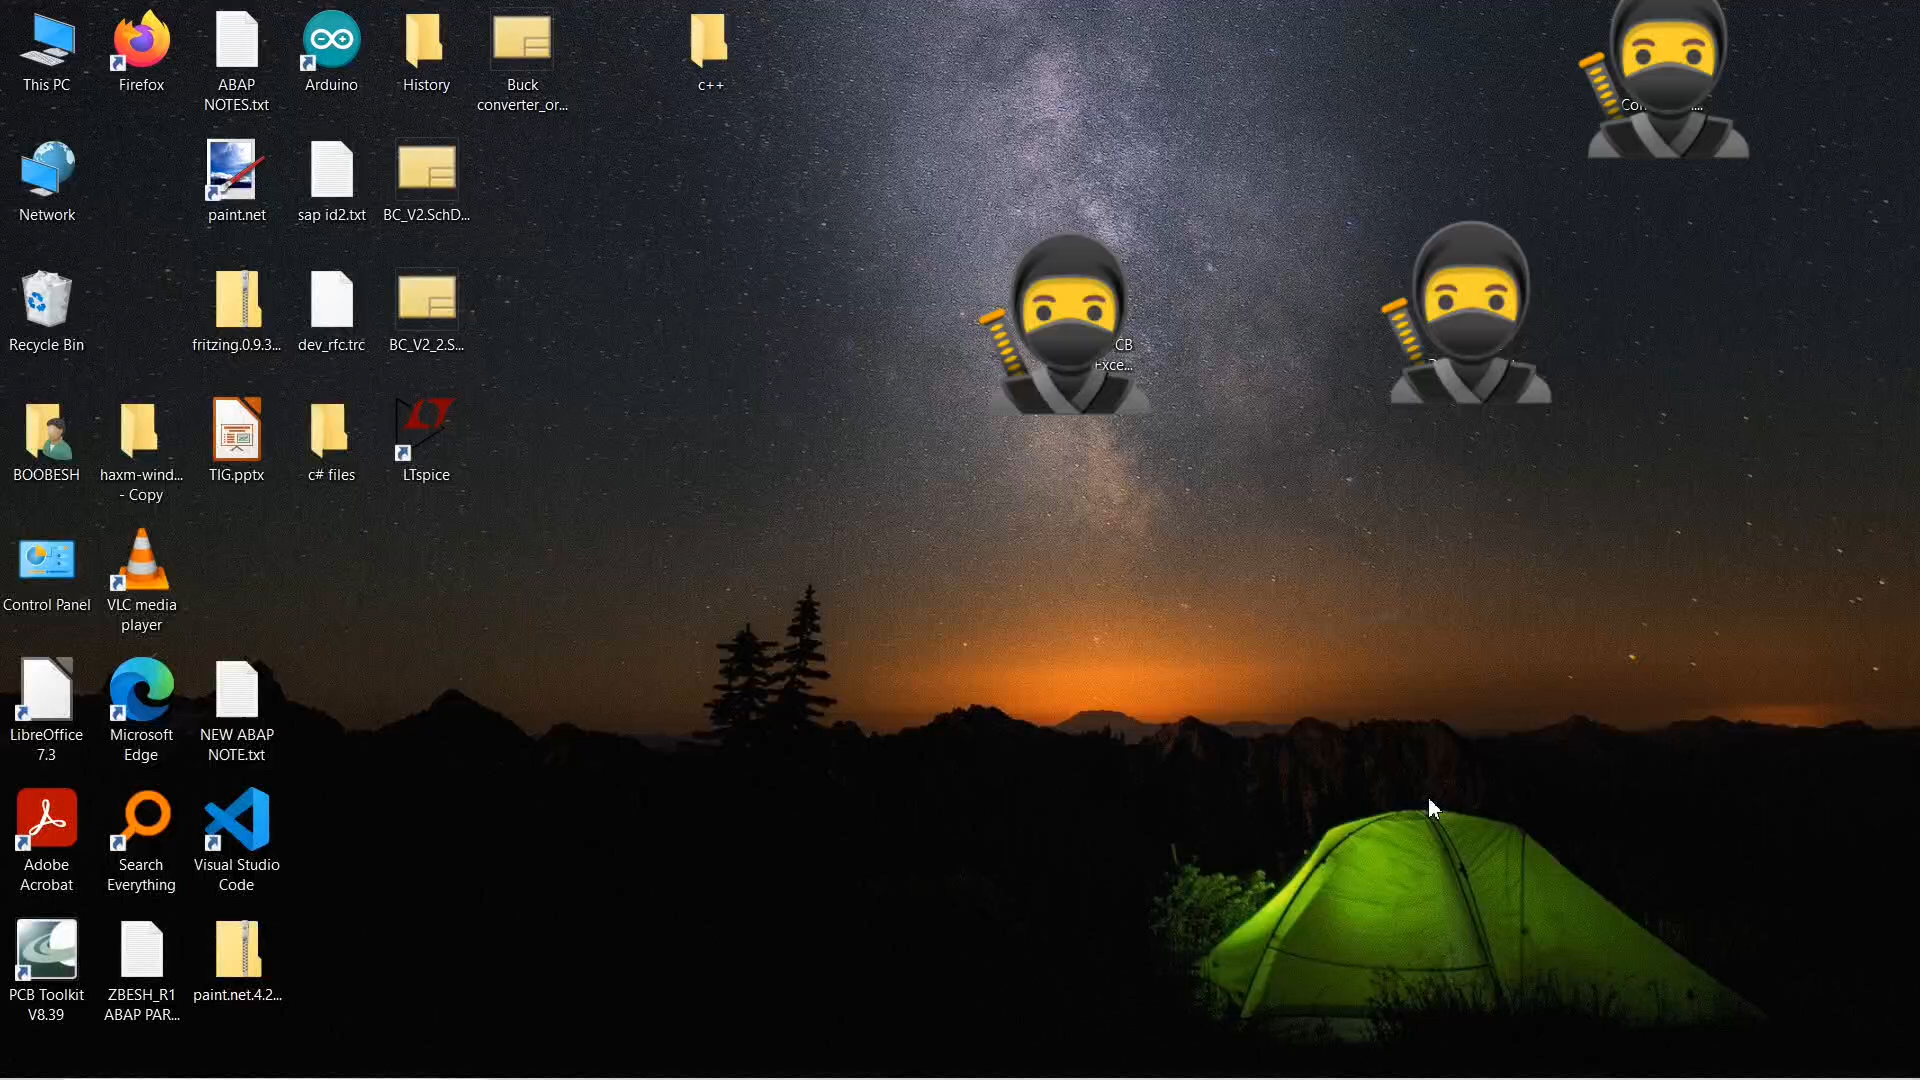 This PC
Firefox
ABAP
NOTES.txt
Arduino
History
Buck
converter_or...
c++
Network
paint.net
sap id2.txt
BC_V2.SchD...
Recycle Bin
fritzing.0.9.3...
dev_rfc.trc
BC_V2_2.S...
CB
Exce...
BOOBESH
haxm-wind...
- Copy
TIG.pptx
c# files
LTspice
Control Panel
VLC media
player
LibreOffice
7.3
Microsoft
Edge
NEW ABAP
NOTE.txt
Adobe
Acrobat
Search
Everything
Visual Studio
Code
PCB Toolkit
V8.39
ZBESH_R1
ABAP PAR...
paint.net.4.2...